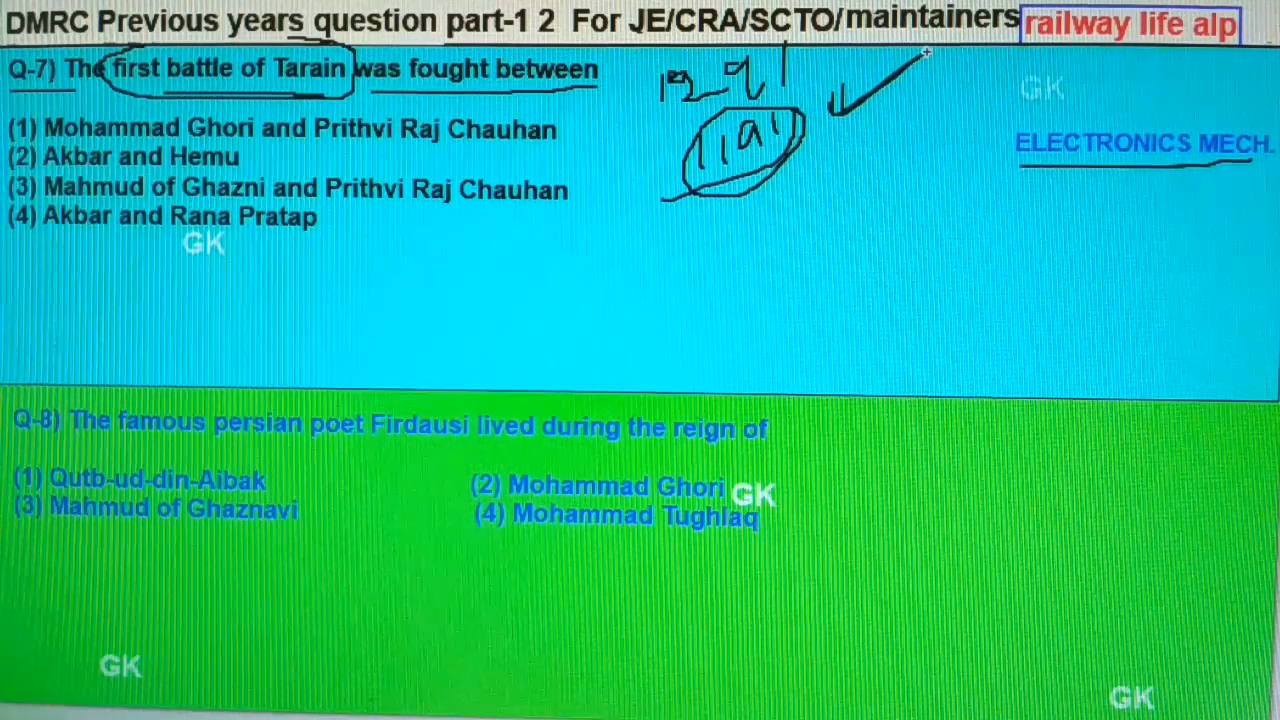 DMRC Previous years question part-1 2 For JE/CRA/SCTO/maintainers railway life alp
Q-7) The first battle of Tarain was fought between
GK
(1) Mohammad Ghori and Prithvi Raj Chauhan
1191
ELECTRONICS MECH.
(2) Akbar and Hemu
(3) Mahmud of Ghazni and Prithvi Raj Chauhan
(4) Akbar and Rana Pratap
GK
Q-8) The famous persian poet Firdausi lived during the reign of
(1) Qutb-ud-din-Aibak (2) Mohammad Ghori GK
(3) Mahmud of Ghaznavi (4) Mohammad Tughlaq
GK
GK